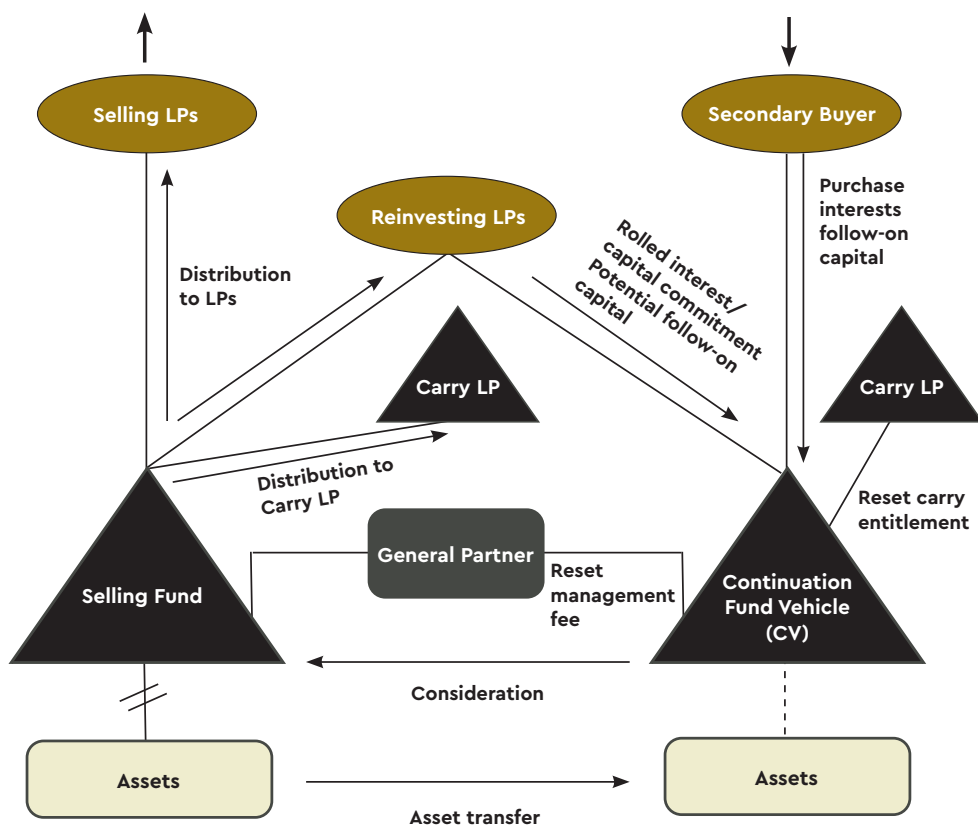 Selling LPs
Secondary Buyer
Reinvesting LPs
Purchase
interests
follow-on
capital
Distribution
to LPs
Rolled interest/
capital commitment
Potential follow-on
capital
Carry LP
Carry LP
Distribution to
Carry LP
Reset carry
entitlement
General Partner
Reset
management
fee
Selling Fund
Continuation
Fund Vehicle
(CV)
Consideration
Assets
Assets
Asset transfer